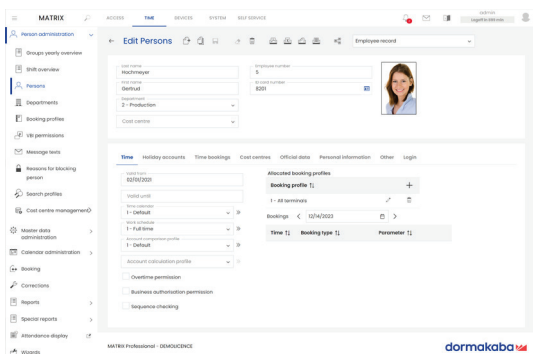 MATRIX
ACCESS TIME DEVICES SYSTEM SELF SERVICE
admin
Logoff in 159 min
Person administration
Groups yearly overview
Shift overview
Persons
Departments
Booking profiles
VBI permissions
Message texts
Reasons for blocking
person
Search profiles
Cost centre management
Master data
administration
Calendar administration
Booking
Corrections
Reports
Special reports
Attendance display
Wizards
Edit Persons
Employee record
Last name
Hochmeyer
Employee number
5
First name
Gertrud
ID card number
8201
Department
2 - Production
Cost centre
Time Holiday accounts Time bookings Cost centres Official data Personal information Other Login
Valid from
02/01/2021
Valid until
Time calendar
1 - Default
Work schedule
1 - Full time
Account comparison profile
1 - Default
Account calculation profile
Overtime permission
Business authorisation permission
Sequence checking
Allocated booking profiles
Booking profile
1 - All terminals
Bookings 12/14/2023
Time Booking type Parameter
MATRIX Professional - DEMOLICENCE
dormakaba